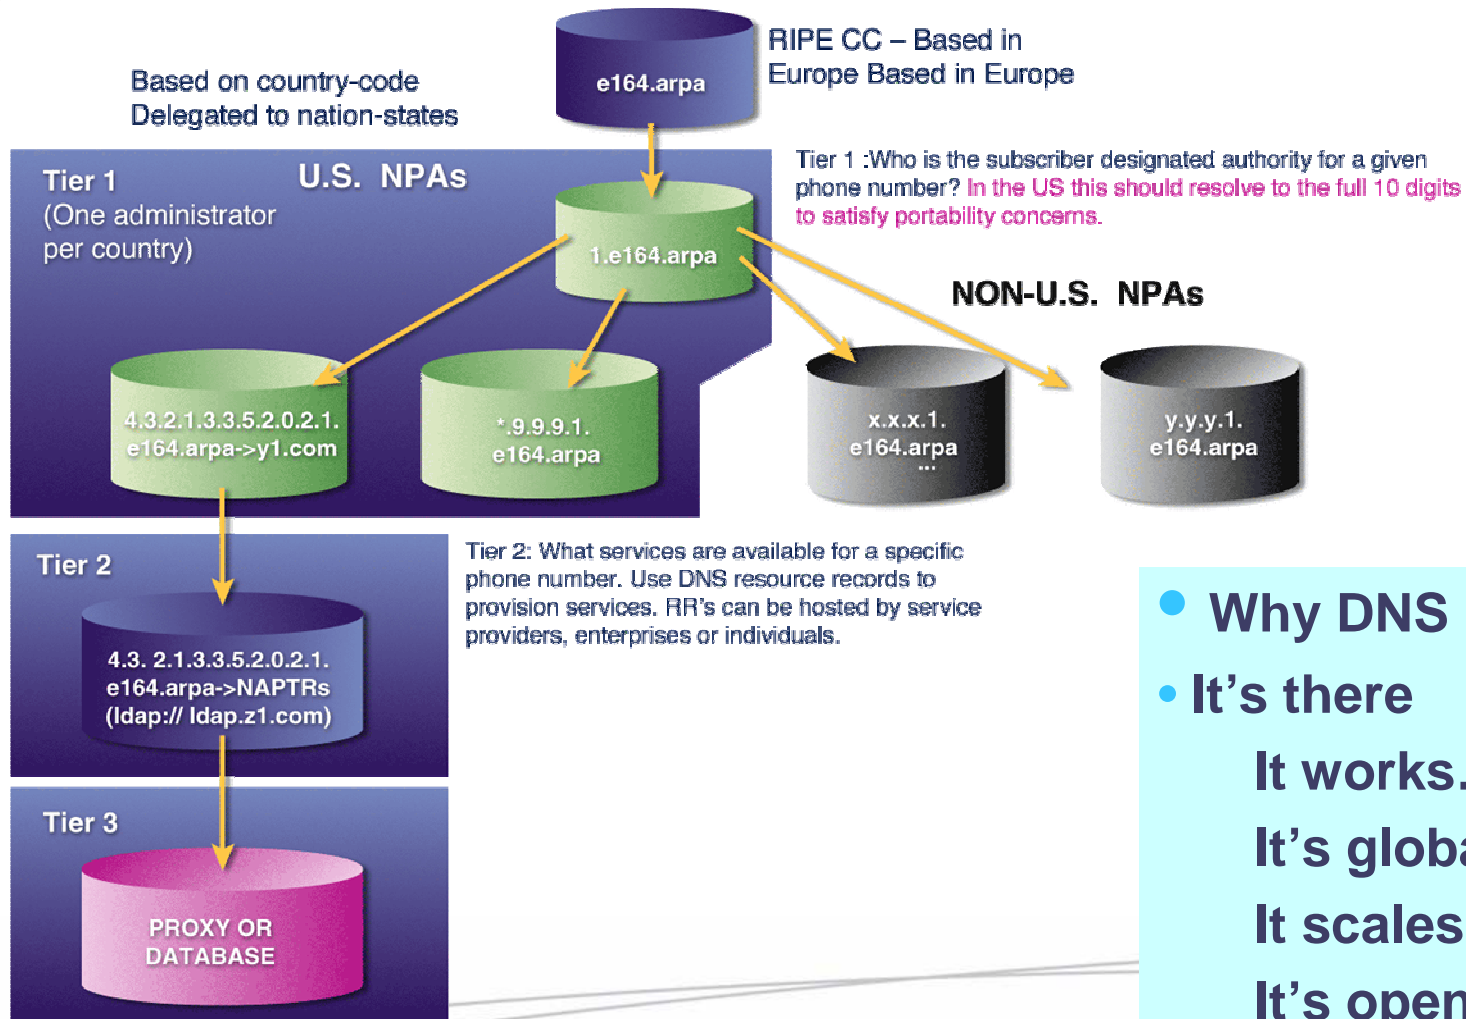 e164.arpa
RIPE CC – Based in
Europe Based in Europe
Based on country-code
Delegated to nation-states
Tier 1
(One administrator
per country)
U.S. NPAs
1.e164.arpa
Tier 1 :Who is the subscriber designated authority for a given
phone number? In the US this should resolve to the full 10 digits
to satisfy portability concerns.
NON-U.S. NPAs
4.3.2.1.3.3.5.2.0.2.1.
e164.arpa->y1.com
*.9.9.9.1.
e164.arpa
x.x.x.1.
e164.arpa
...
y.y.y.1.
e164.arpa
Tier 2
4.3. 2.1.3.3.5.2.0.2.1.
e164.arpa->NAPTRs
(ldap:// ldap.z1.com)
Tier 2: What services are available for a specific
phone number. Use DNS resource records to
provision services. RR's can be hosted by service
providers, enterprises or individuals.
Tier 3
PROXY OR
DATABASE
• Why DNS
• It’s there
It works.
It’s globa
It scales
It’s open